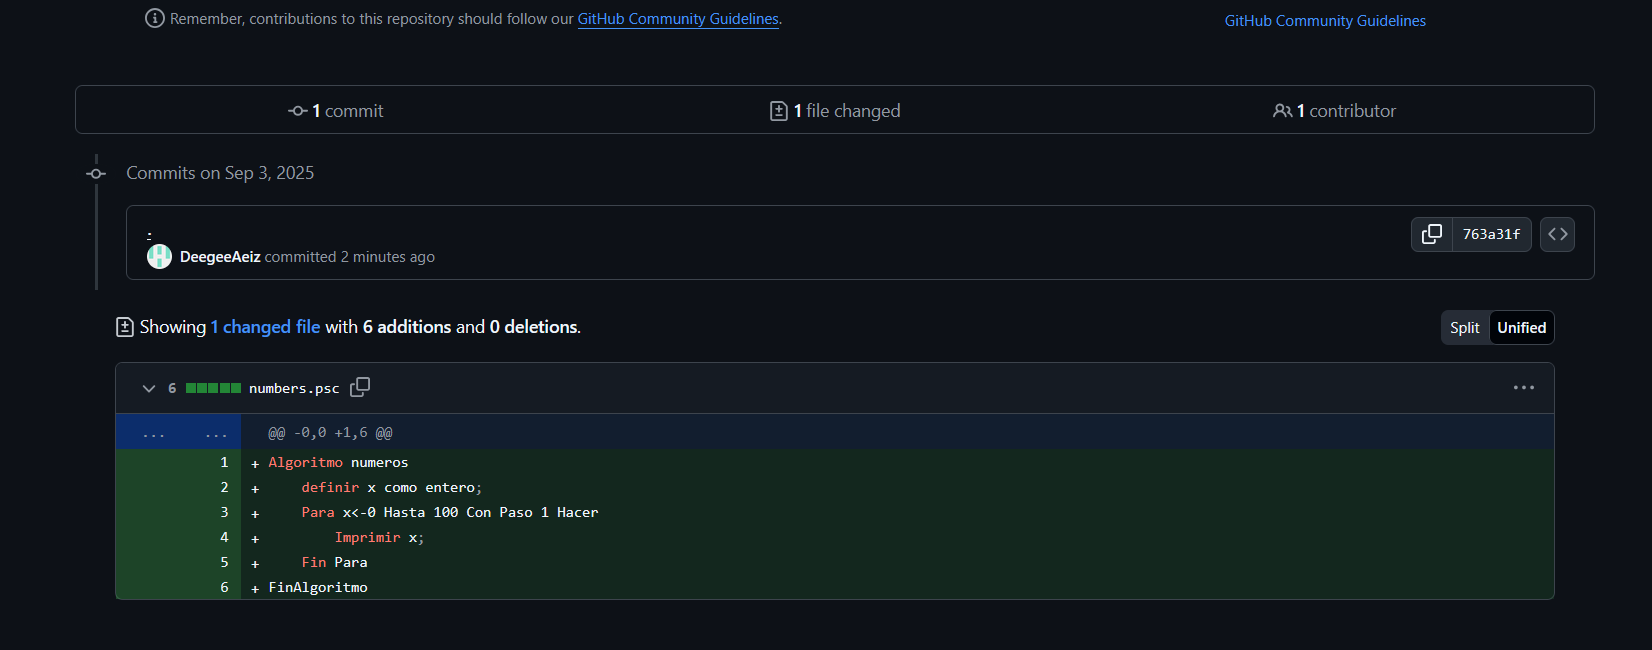 Remember, contributions to this repository should follow our GitHub Community Guidelines.
GitHub Community Guidelines
1 commit
1 file changed
1 contributor
Commits on Sep 3, 2025
.
763a31f
DeegeeAeiz committed 2 minutes ago
Showing 1 changed file with 6 additions and 0 deletions.
Split Unified
6 numbers.psc
... ... @@ -0,0 +1,6 @@
1 + Algoritmo numeros
2 + definir x como entero;
3 + Para x<-0 Hasta 100 Con Paso 1 Hacer
4 + Imprimir x;
5 + Fin Para
6 + FinAlgoritmo